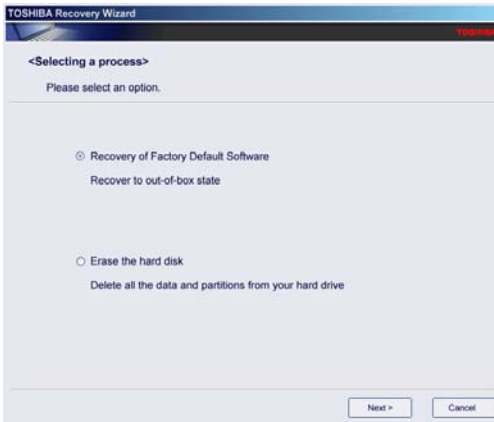 TOSHIBA Recovery Wizard
TOSHIBA
<Selecting a process>
Please select an option.
Recovery of Factory Default Software
Recover to out-of-box state
Erase the hard disk
Delete all the data and partitions from your hard drive
Next >
Cancel